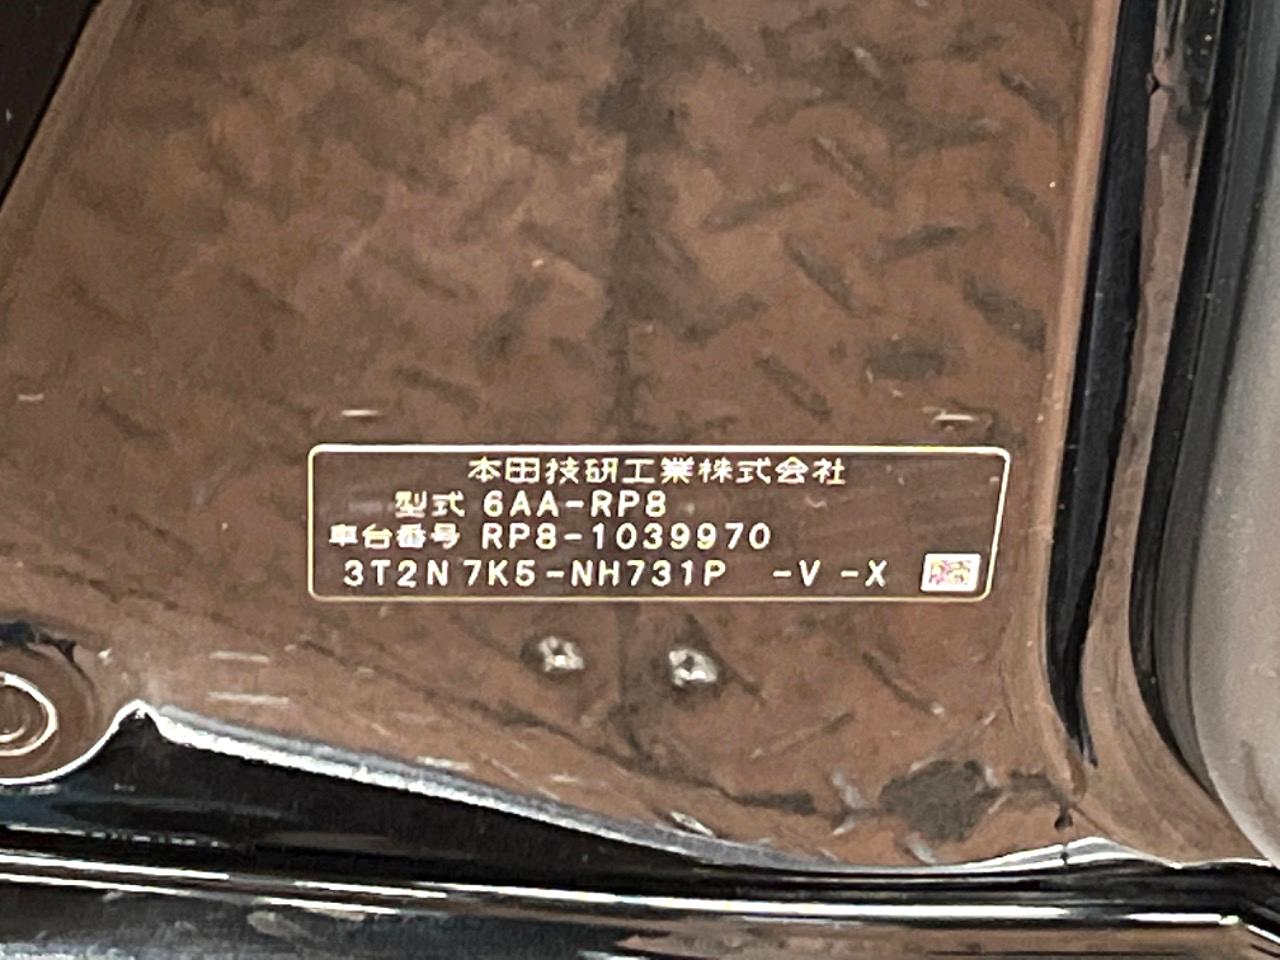 本田技研工業株式会社
型式 6AA-RP8
車台番号 RP8-1039970
3T2N7K5-NH731P -V -X